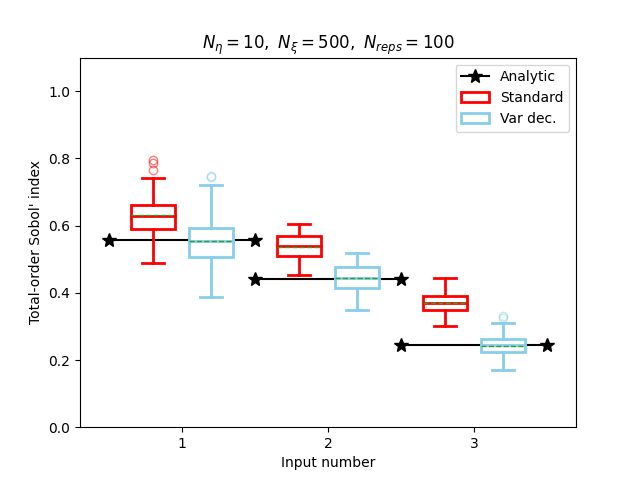 N_η = 10, N_ξ = 500, N_reps = 100
Analytic
Standard
Var dec.
Total-order Sobol' index
1.0
0.8
0.6
0.4
0.2
0.0
1 2 3
Input number